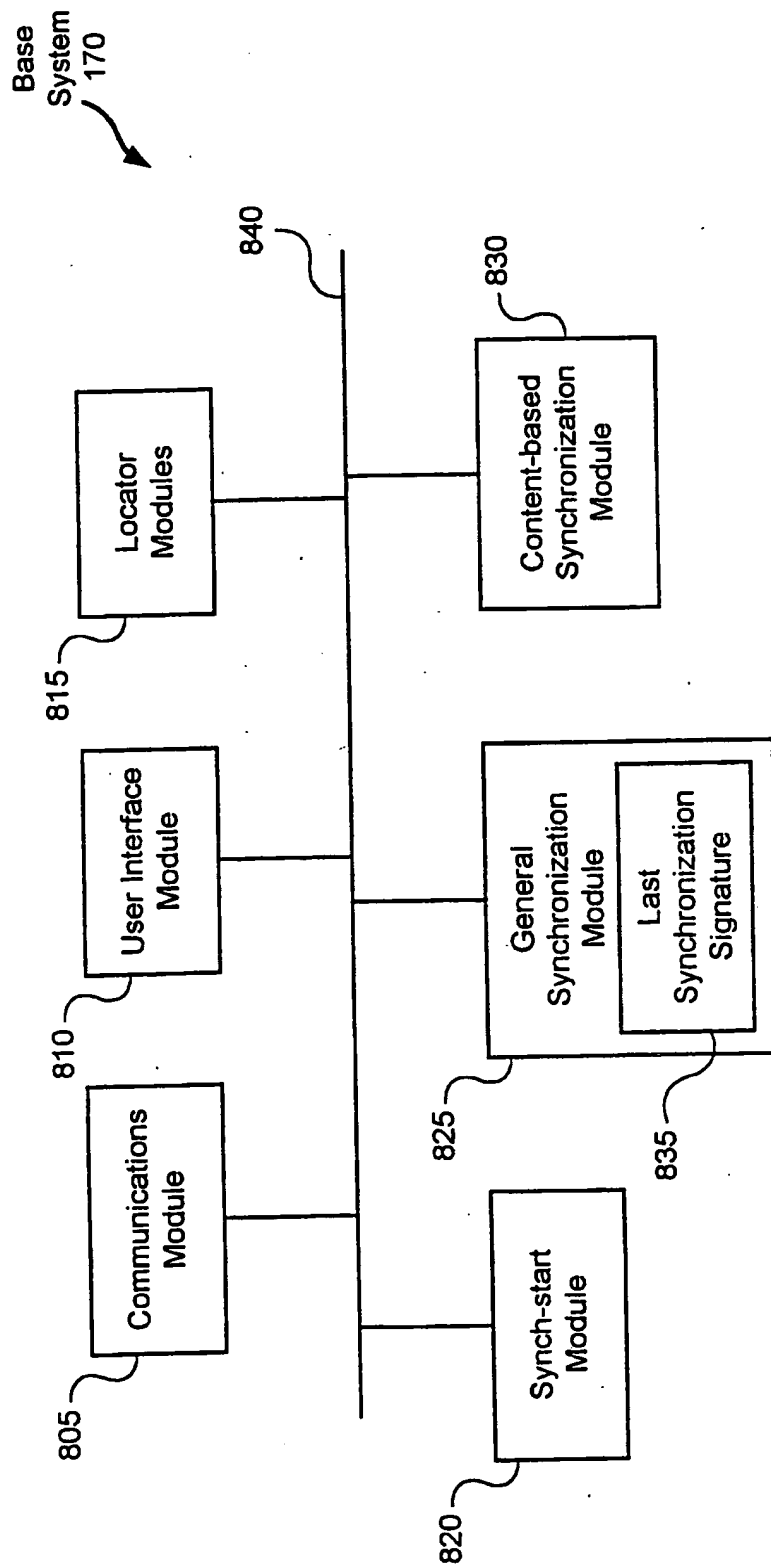 Base
System
170
805
Communications
Module
810
User Interface
Module
815
Locator
Modules
840
820
Synch-start
Module
825
General
Synchronization
Module
835
Last
Synchronization
Signature
830
Content-based
Synchronization
Module